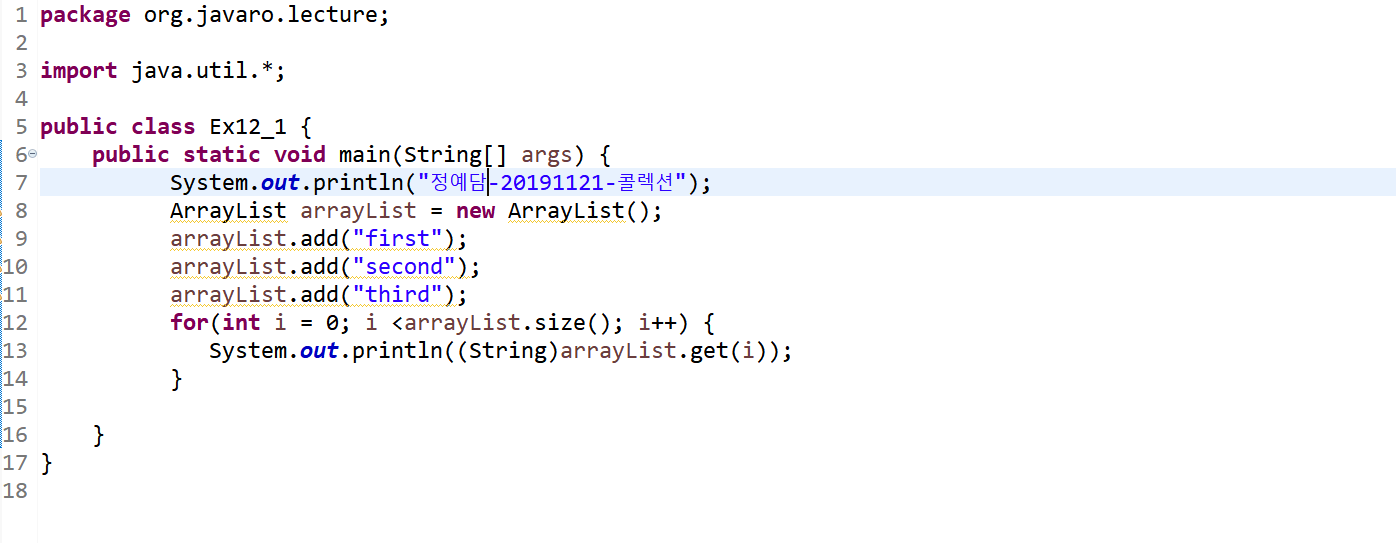 1 package org.javaro.lecture;
2
3 import java.util.*;
4
5 public class Ex12_1 {
6 public static void main(String[] args) {
7 System.out.println("정예담-20191121-콜렉션");
8 ArrayList arrayList = new ArrayList();
9 arrayList.add("first");
10 arrayList.add("second");
11 arrayList.add("third");
12 for(int i = 0; i <arrayList.size(); i++) {
13 System.out.println((String)arrayList.get(i));
14 }
15
16 }
17 }
18